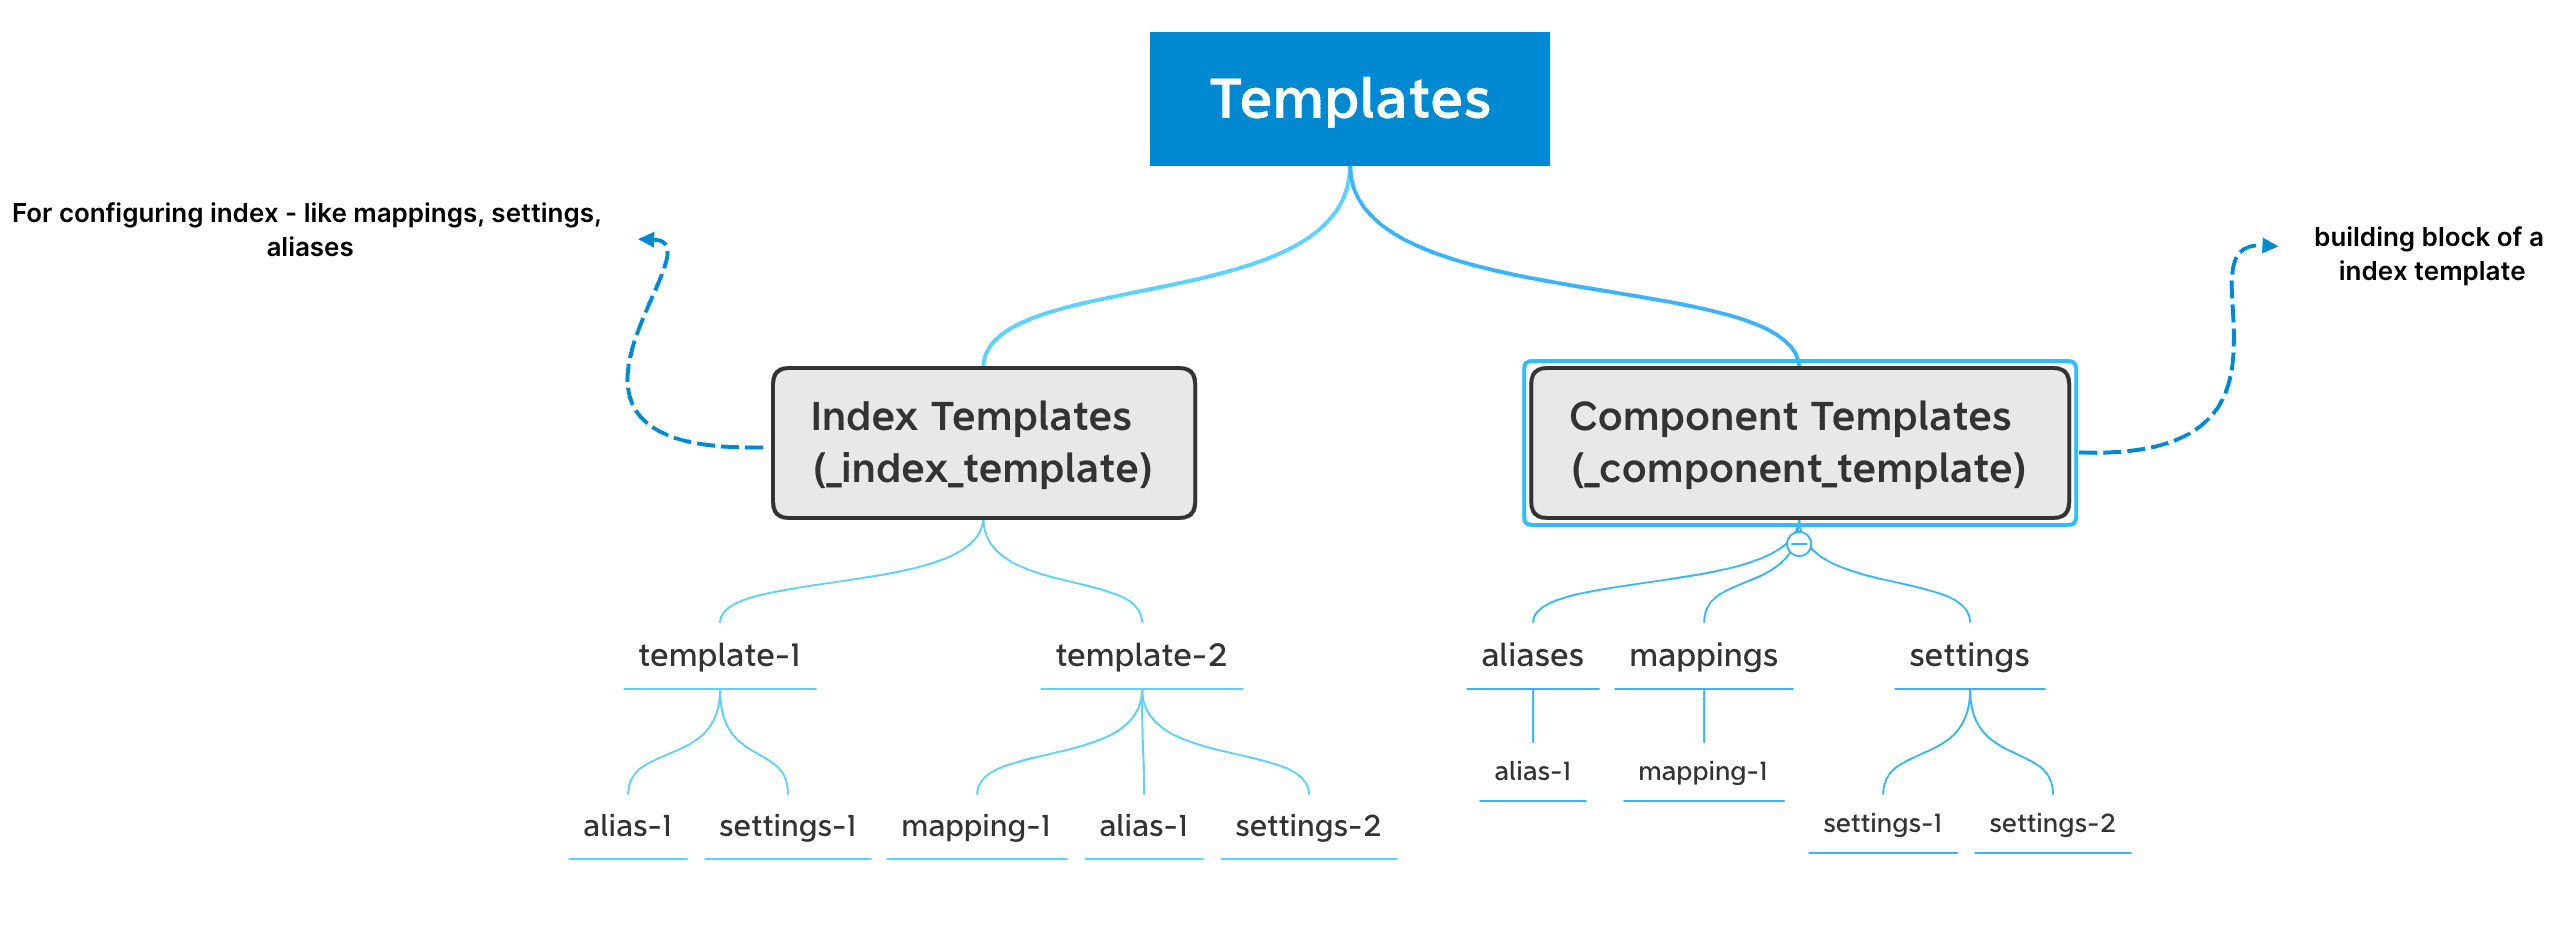 Templates
For configuring index - like mappings, settings,
aliases
building block of a
index template
Index Templates
(_index_template)
Component Templates
(_component_template)
template-1
template-2
aliases
mappings
settings
alias-1
settings-1
mapping-1
alias-1
settings-2
alias-1
mapping-1
settings-1
settings-2